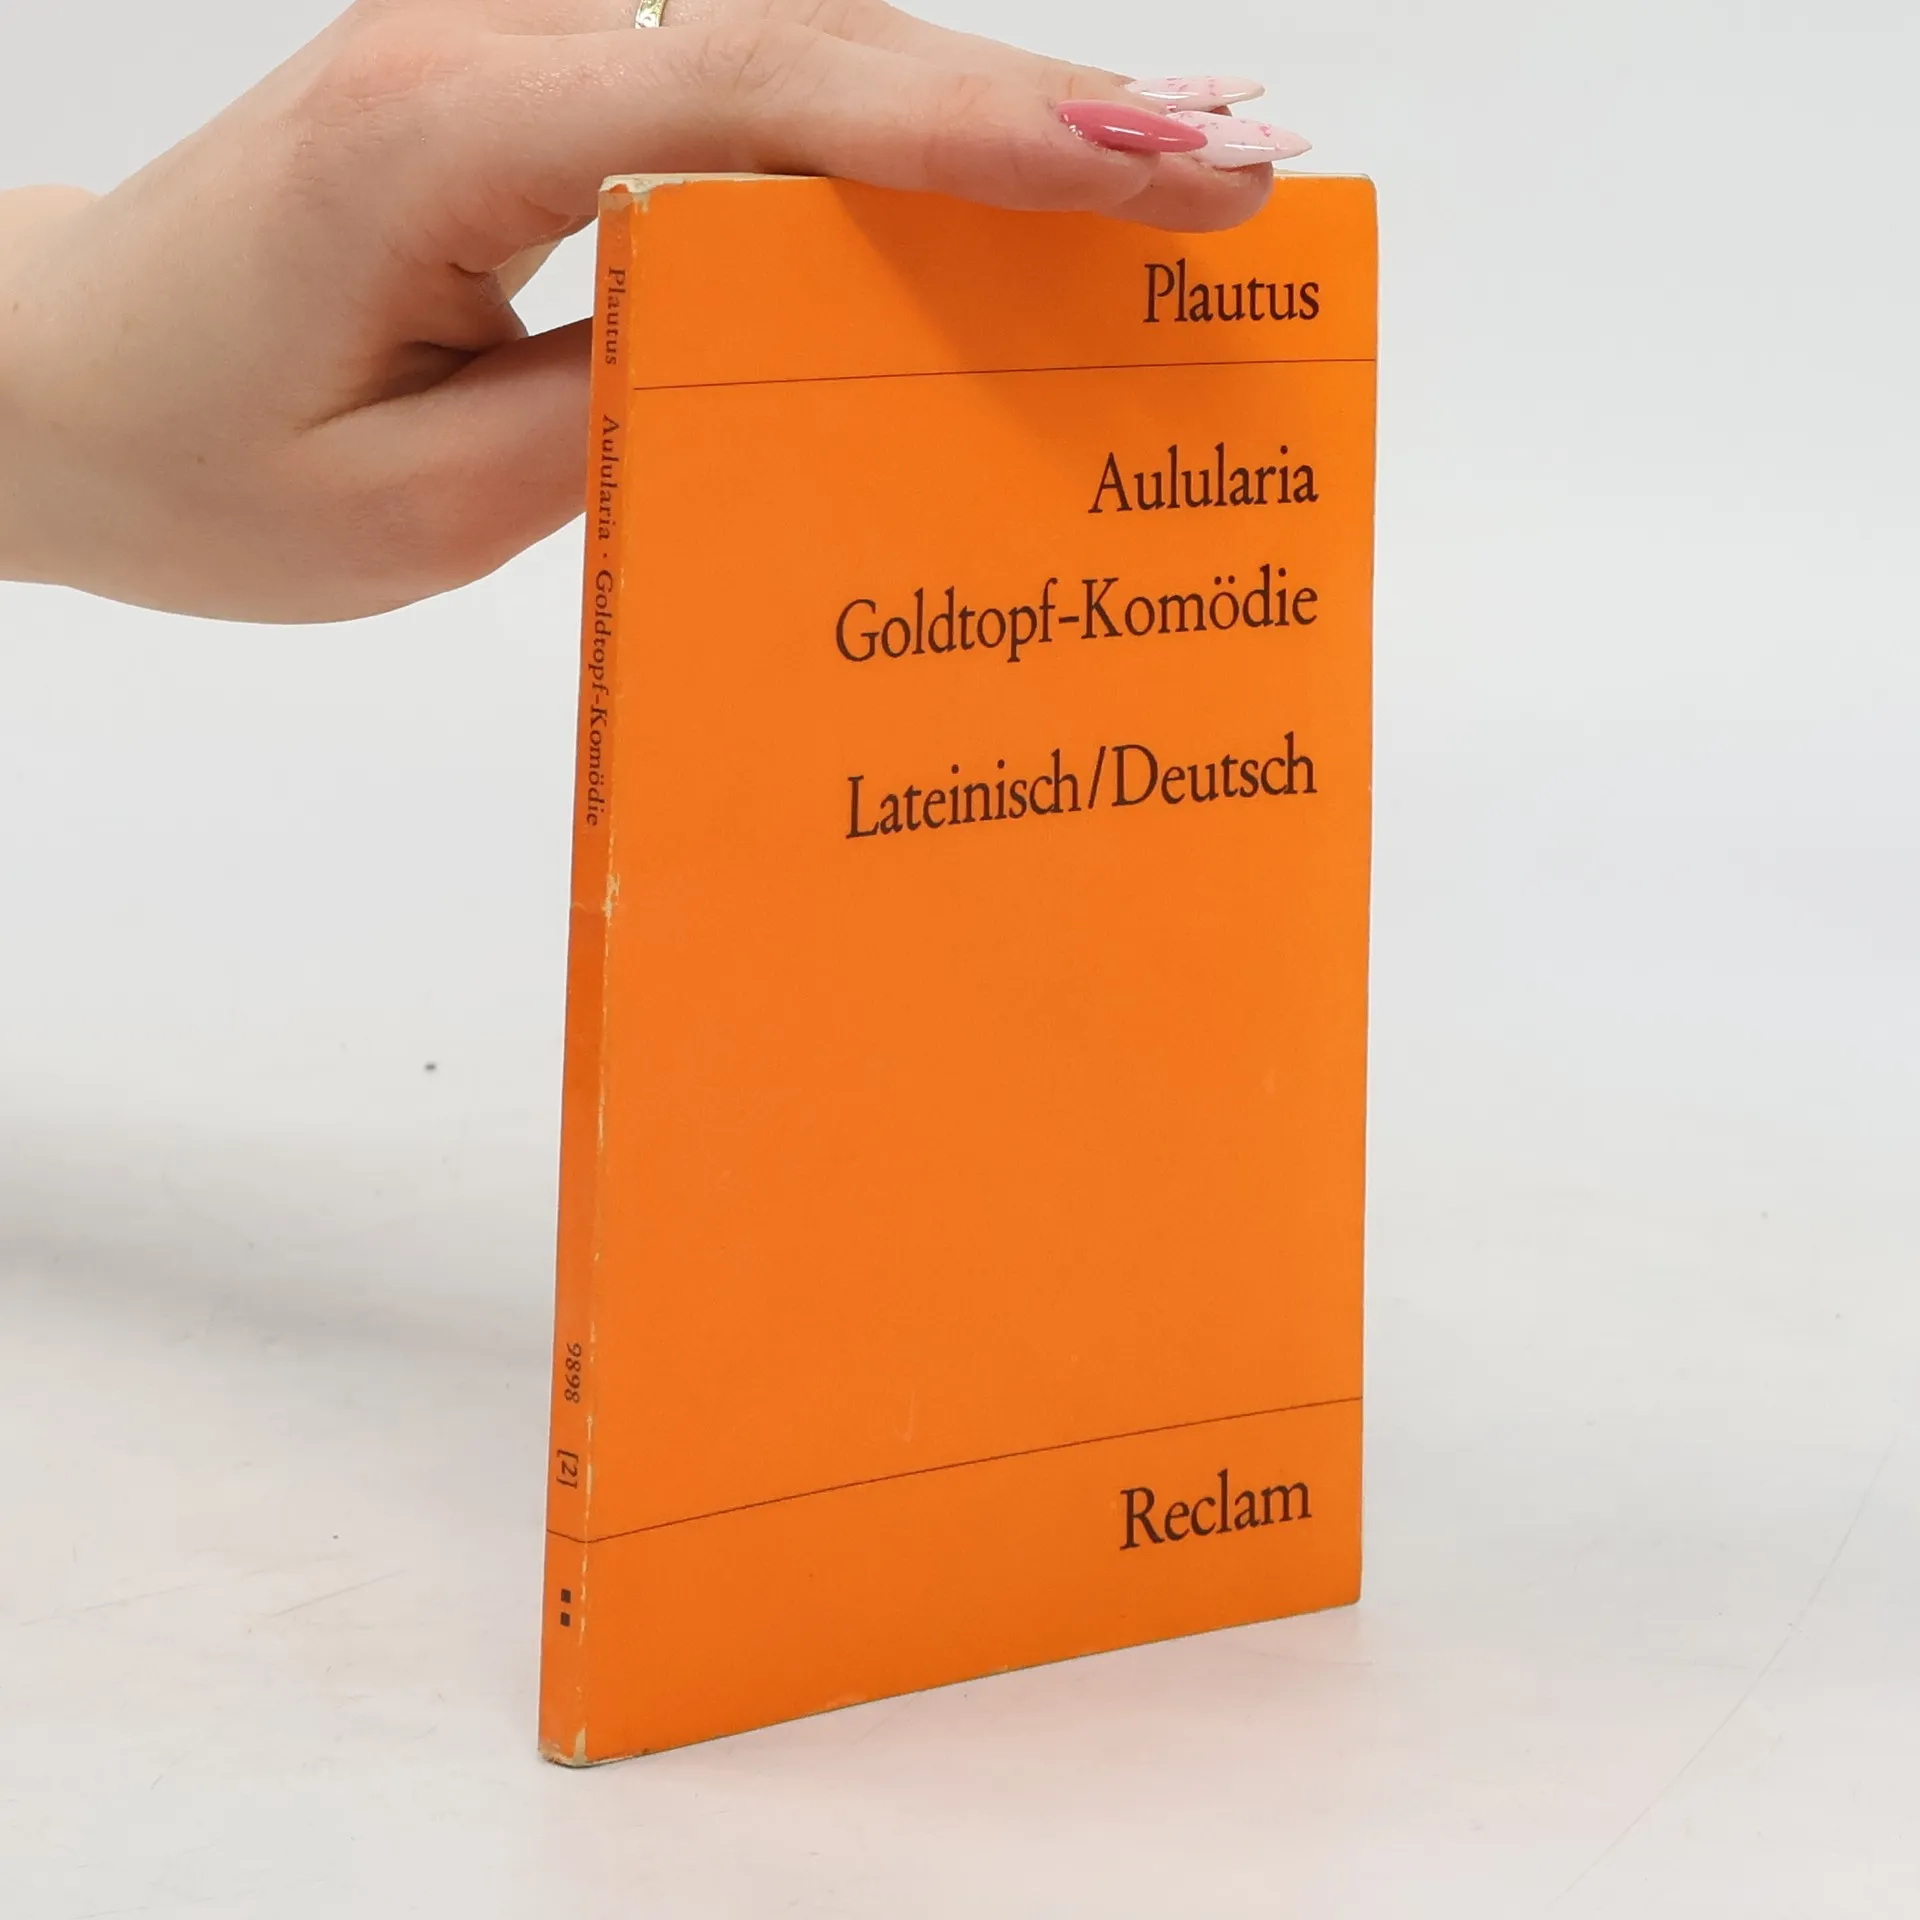 Plautus
Aulularia
Goldtopf-Komödie
Lateinisch/Deutsch
Reclam
Plautus Aulularia · Goldtopf-Komödie 9898 [2]